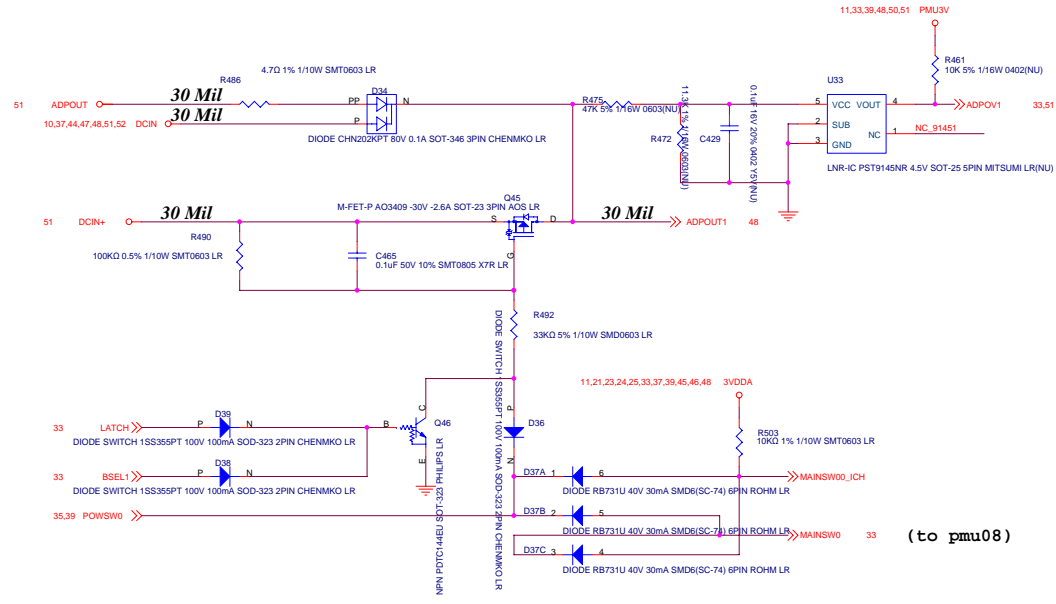 11,33,39,48,50,51 PMU3V
R461
10K 5% 1/16W 0402(NU)
4.7Ω 1% 1/10W SMT0603 LR
R486
D34
U33
51 ADPOUT
30 Mil
PP
N
R475
47K 5% 1/16W 0603(NU)
5 VCC VOUT 4
ADPOV1 33,51
10,37,44,47,48,51,52 DCIN
30 Mil
P
2 SUB
NC 1
NC_91451
3 GND
DIODE CHN202KPT 80V 0.1A SOT-346 3PIN CHENMKO LR
R472
11.3K 1% 1/16W 0603(NU)
C429
0.1uF 16V 20% 0402 Y5V(NU)
LNR-IC PST9145NR 4.5V SOT-25 5PIN MITSUMI LR(NU)
Q45
M-FET-P AO3409 -30V -2.6A SOT-23 3PIN AOS LR
51 DCIN+
30 Mil
S
D
G
30 Mil
ADPOUT1 48
R490
100KΩ 0.5% 1/10W SMT0603 LR
C465
0.1uF 50V 10% SMT0805 X7R LR
R492
33KΩ 5% 1/10W SMD0603 LR
DIODE SWITCH 1SS355PT 100V 100mA SOD-323 2PIN CHENMKO LR
11,21,23,24,25,33,37,39,45,46,48 3VDDA
33 LATCH
P
D39
N
DIODE SWITCH 1SS355PT 100V 100mA SOD-323 2PIN CHENMKO LR
B
C
E
Q46
NPN PDTC144EU SOT-323 PHILIPS LR
P
D36
N
R503
10KΩ 1% 1/10W SMT0603 LR
33 BSEL1
P
D38
N
DIODE SWITCH 1SS355PT 100V 100mA SOD-323 2PIN CHENMKO LR
D37A 1 6
MAINSW00_ICH
DIODE RB731U 40V 30mA SMD6(SC-74) 6PIN ROHM LR
35,39 POWSW0
D37B 2 5
DIODE RB731U 40V 30mA SMD6(SC-74) 6PIN ROHM LR
MAINSW0 33 (to pmu08)
D37C 3 4
DIODE RB731U 40V 30mA SMD6(SC-74) 6PIN ROHM LR